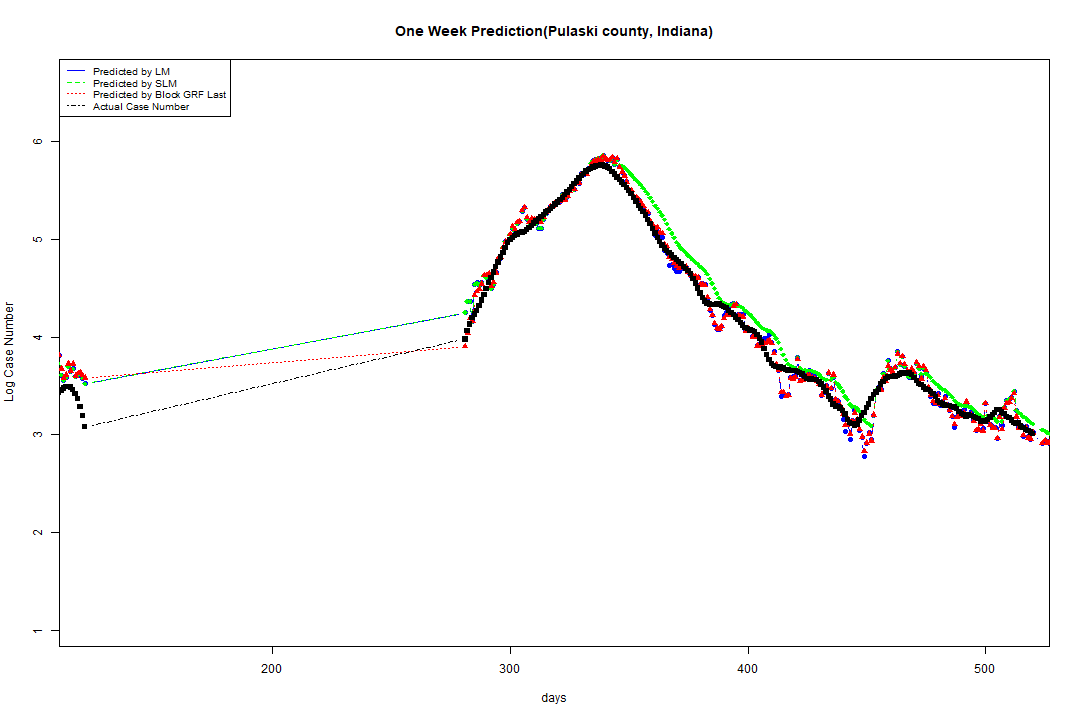 One Week Prediction(Pulaski county, Indiana)
Predicted by LM
Predicted by SLM
Predicted by Block GRF Last
Actual Case Number
6
5
4
3
2
1
Log Case Number
200
300
400
500
days